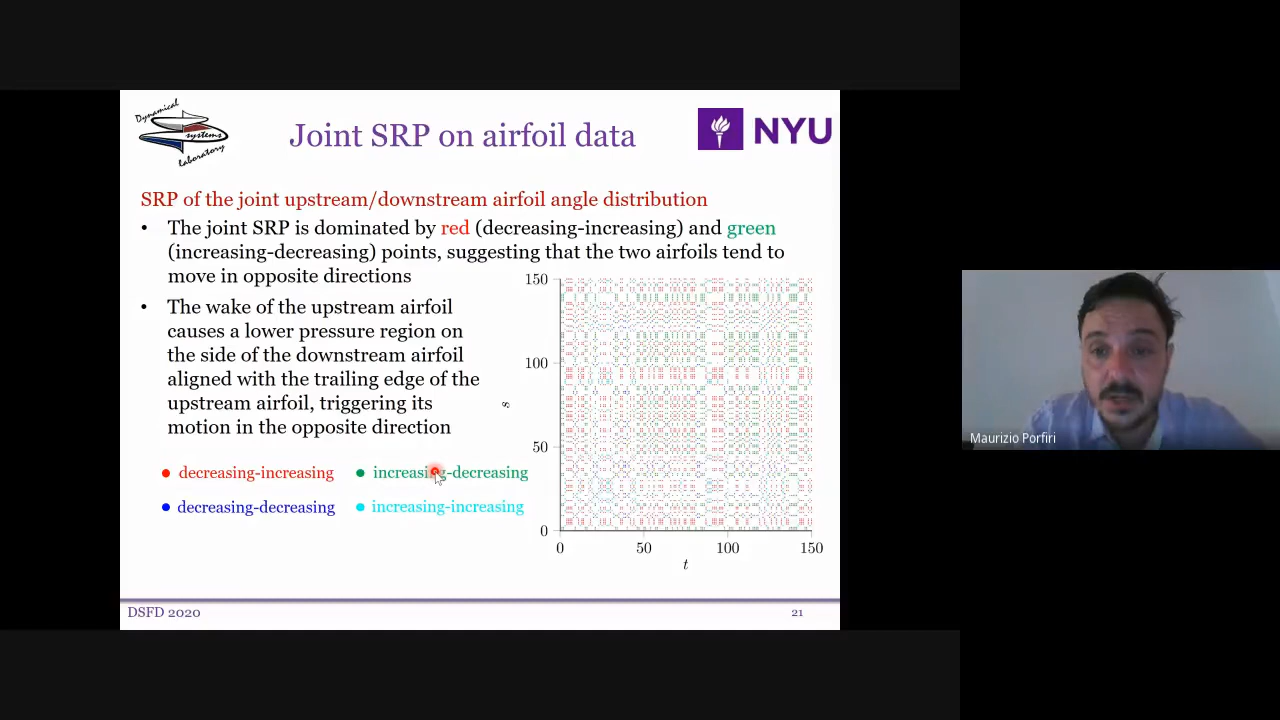 Dynamical
systems
Laboratory
Joint SRP on airfoil data
NYU
SRP of the joint upstream/downstream airfoil angle distribution
• The joint SRP is dominated by red (decreasing-increasing) and green
(increasing-decreasing) points, suggesting that the two airfoils tend to
move in opposite directions
• The wake of the upstream airfoil
causes a lower pressure region on
the side of the downstream airfoil
aligned with the trailing edge of the
upstream airfoil, triggering its
motion in the opposite direction
decreasing-increasing
increasing-decreasing
decreasing-decreasing
increasing-increasing
150
100
50
0
s
0 50 100 150
t
DSFD 2020
21
Maurizio Porfiri